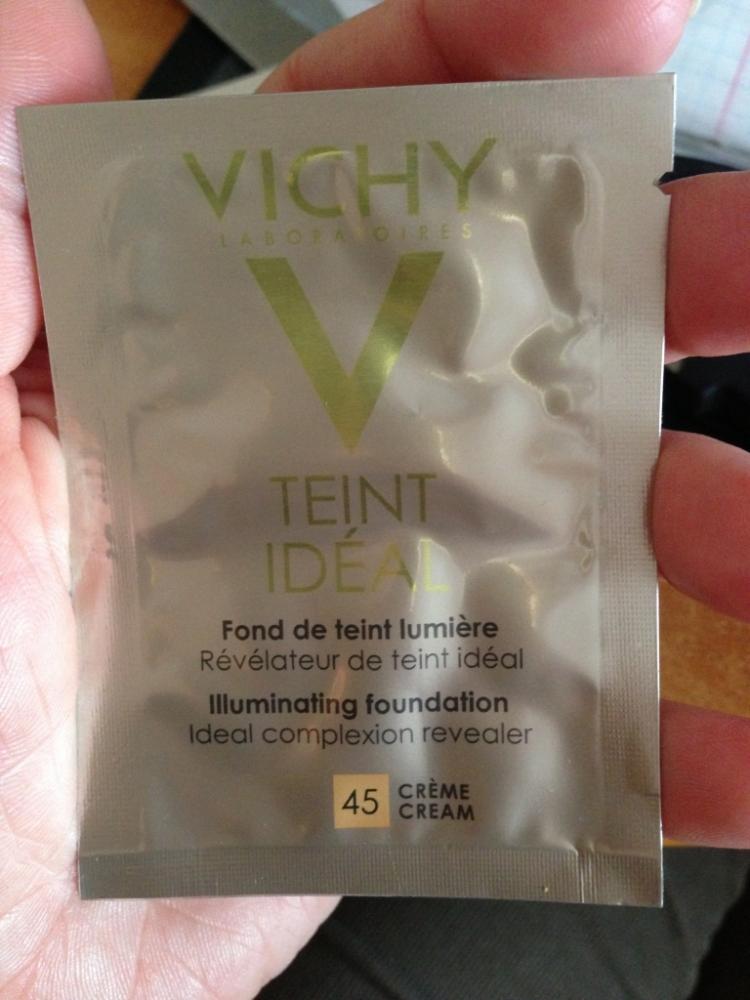 VICHY
LABORATOIRES
V
TEINT
IDÉAL
Fond de teint lumière
Révélateur de teint idéal
Illuminating foundation
Ideal complexion revealer
45 CRÈME
CREAM